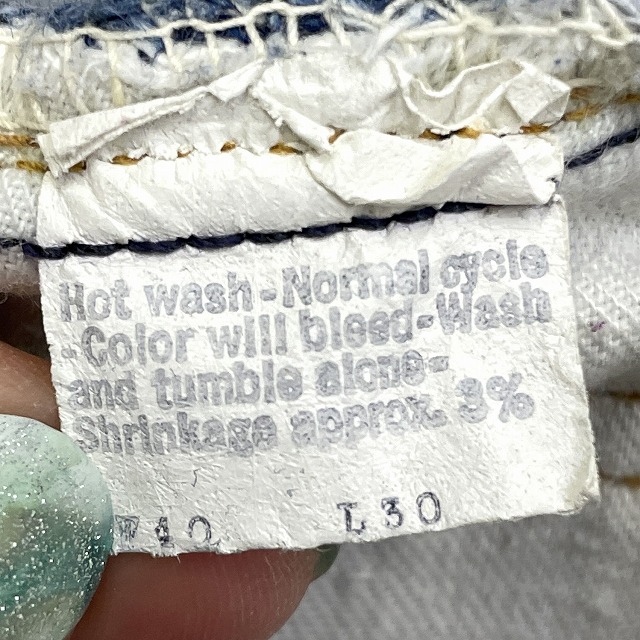 Hot wash-Normal cycle
-Color will bleed-Wash
and tumble alone-
Shrinkage approx. 3%
W40 L30